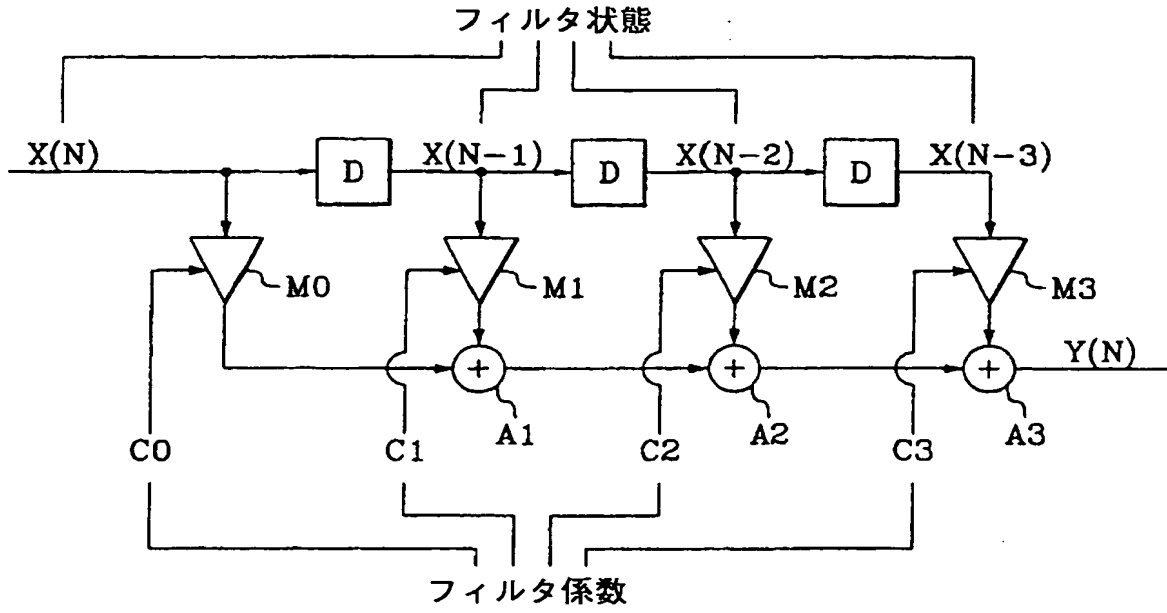 フィルタ状態
X(N) D X(N-1) D X(N-2) D X(N-3)
M0 M1 M2 M3
+ + + Y(N)
A1 A2 A3
C0 C1 C2 C3
フィルタ係数